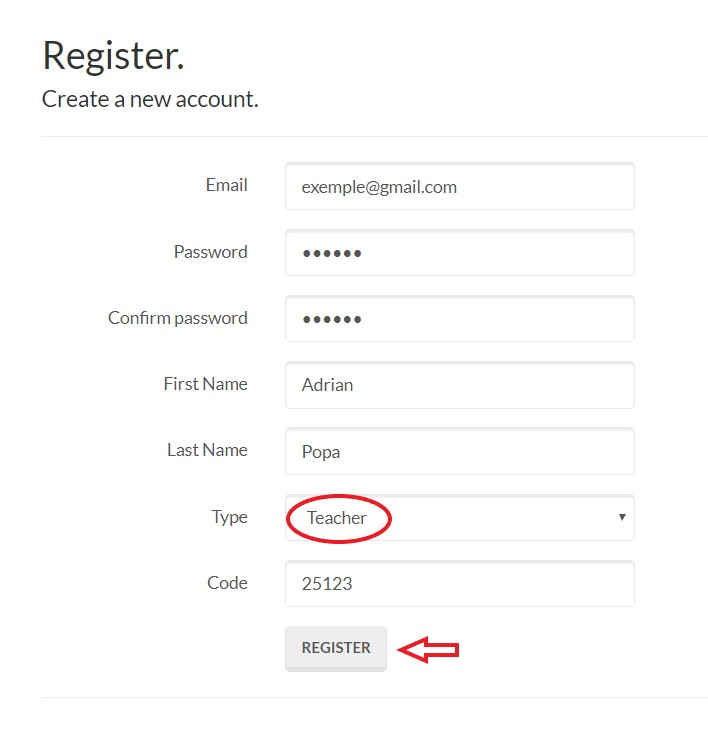 Register.
Create a new account.
Email exemple@gmail.com
Password ••••••
Confirm password ••••••
First Name Adrian
Last Name Popa
Type Teacher
Code 25123
REGISTER